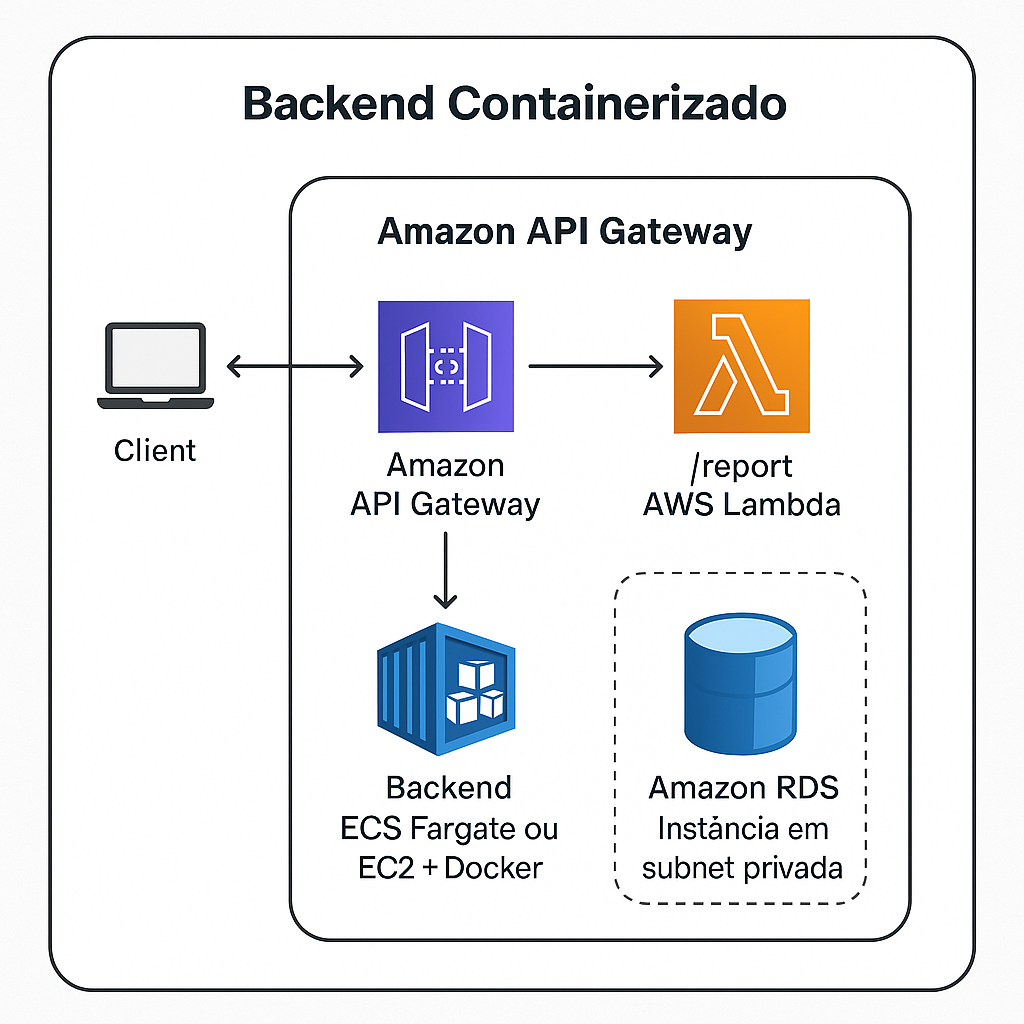 Backend Containerizado
Amazon API Gateway
Client
Amazon
API Gateway
/report
AWS Lambda
Backend
ECS Fargate ou
EC2 + Docker
Amazon RDS
Instância em
subnet privada